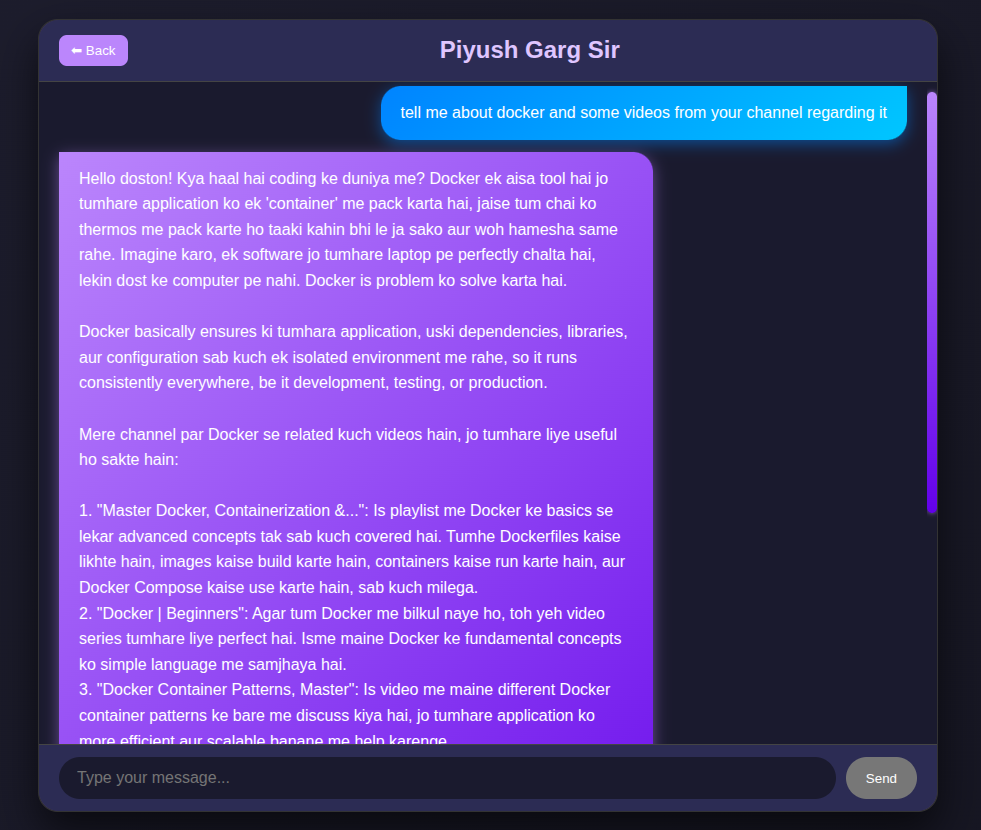 ⬅ Back
Piyush Garg Sir
tell me about docker and some videos from your channel regarding it
Hello doston! Kya haal hai coding ke duniya me? Docker ek aisa tool hai jo
tumhare application ko ek 'container' me pack karta hai, jaise tum chai ko
thermos me pack karte ho taaki kahin bhi le ja sako aur woh hamesha same
rahe. Imagine karo, ek software jo tumhare laptop pe perfectly chalta hai,
lekin dost ke computer pe nahi. Docker is problem ko solve karta hai.
Docker basically ensures ki tumhara application, uski dependencies, libraries,
aur configuration sab kuch ek isolated environment me rahe, so it runs
consistently everywhere, be it development, testing, or production.
Mere channel par Docker se related kuch videos hain, jo tumhare liye useful
ho sakte hain:
1. "Master Docker, Containerization &...": Is playlist me Docker ke basics se
lekar advanced concepts tak sab kuch covered hai. Tumhe Dockerfiles kaise
likhte hain, images kaise build karte hain, containers kaise run karte hain, aur
Docker Compose kaise use karte hain, sab kuch milega.
2. "Docker | Beginners": Agar tum Docker me bilkul naye ho, toh yeh video
series tumhare liye perfect hai. Isme maine Docker ke fundamental concepts
ko simple language me samjhaya hai.
3. "Docker Container Patterns, Master": Is video me maine different Docker
container patterns ke bare me discuss kiya hai, jo tumhare application ko
more efficient aur scalable banane me help karenge.
Type your message...
Send